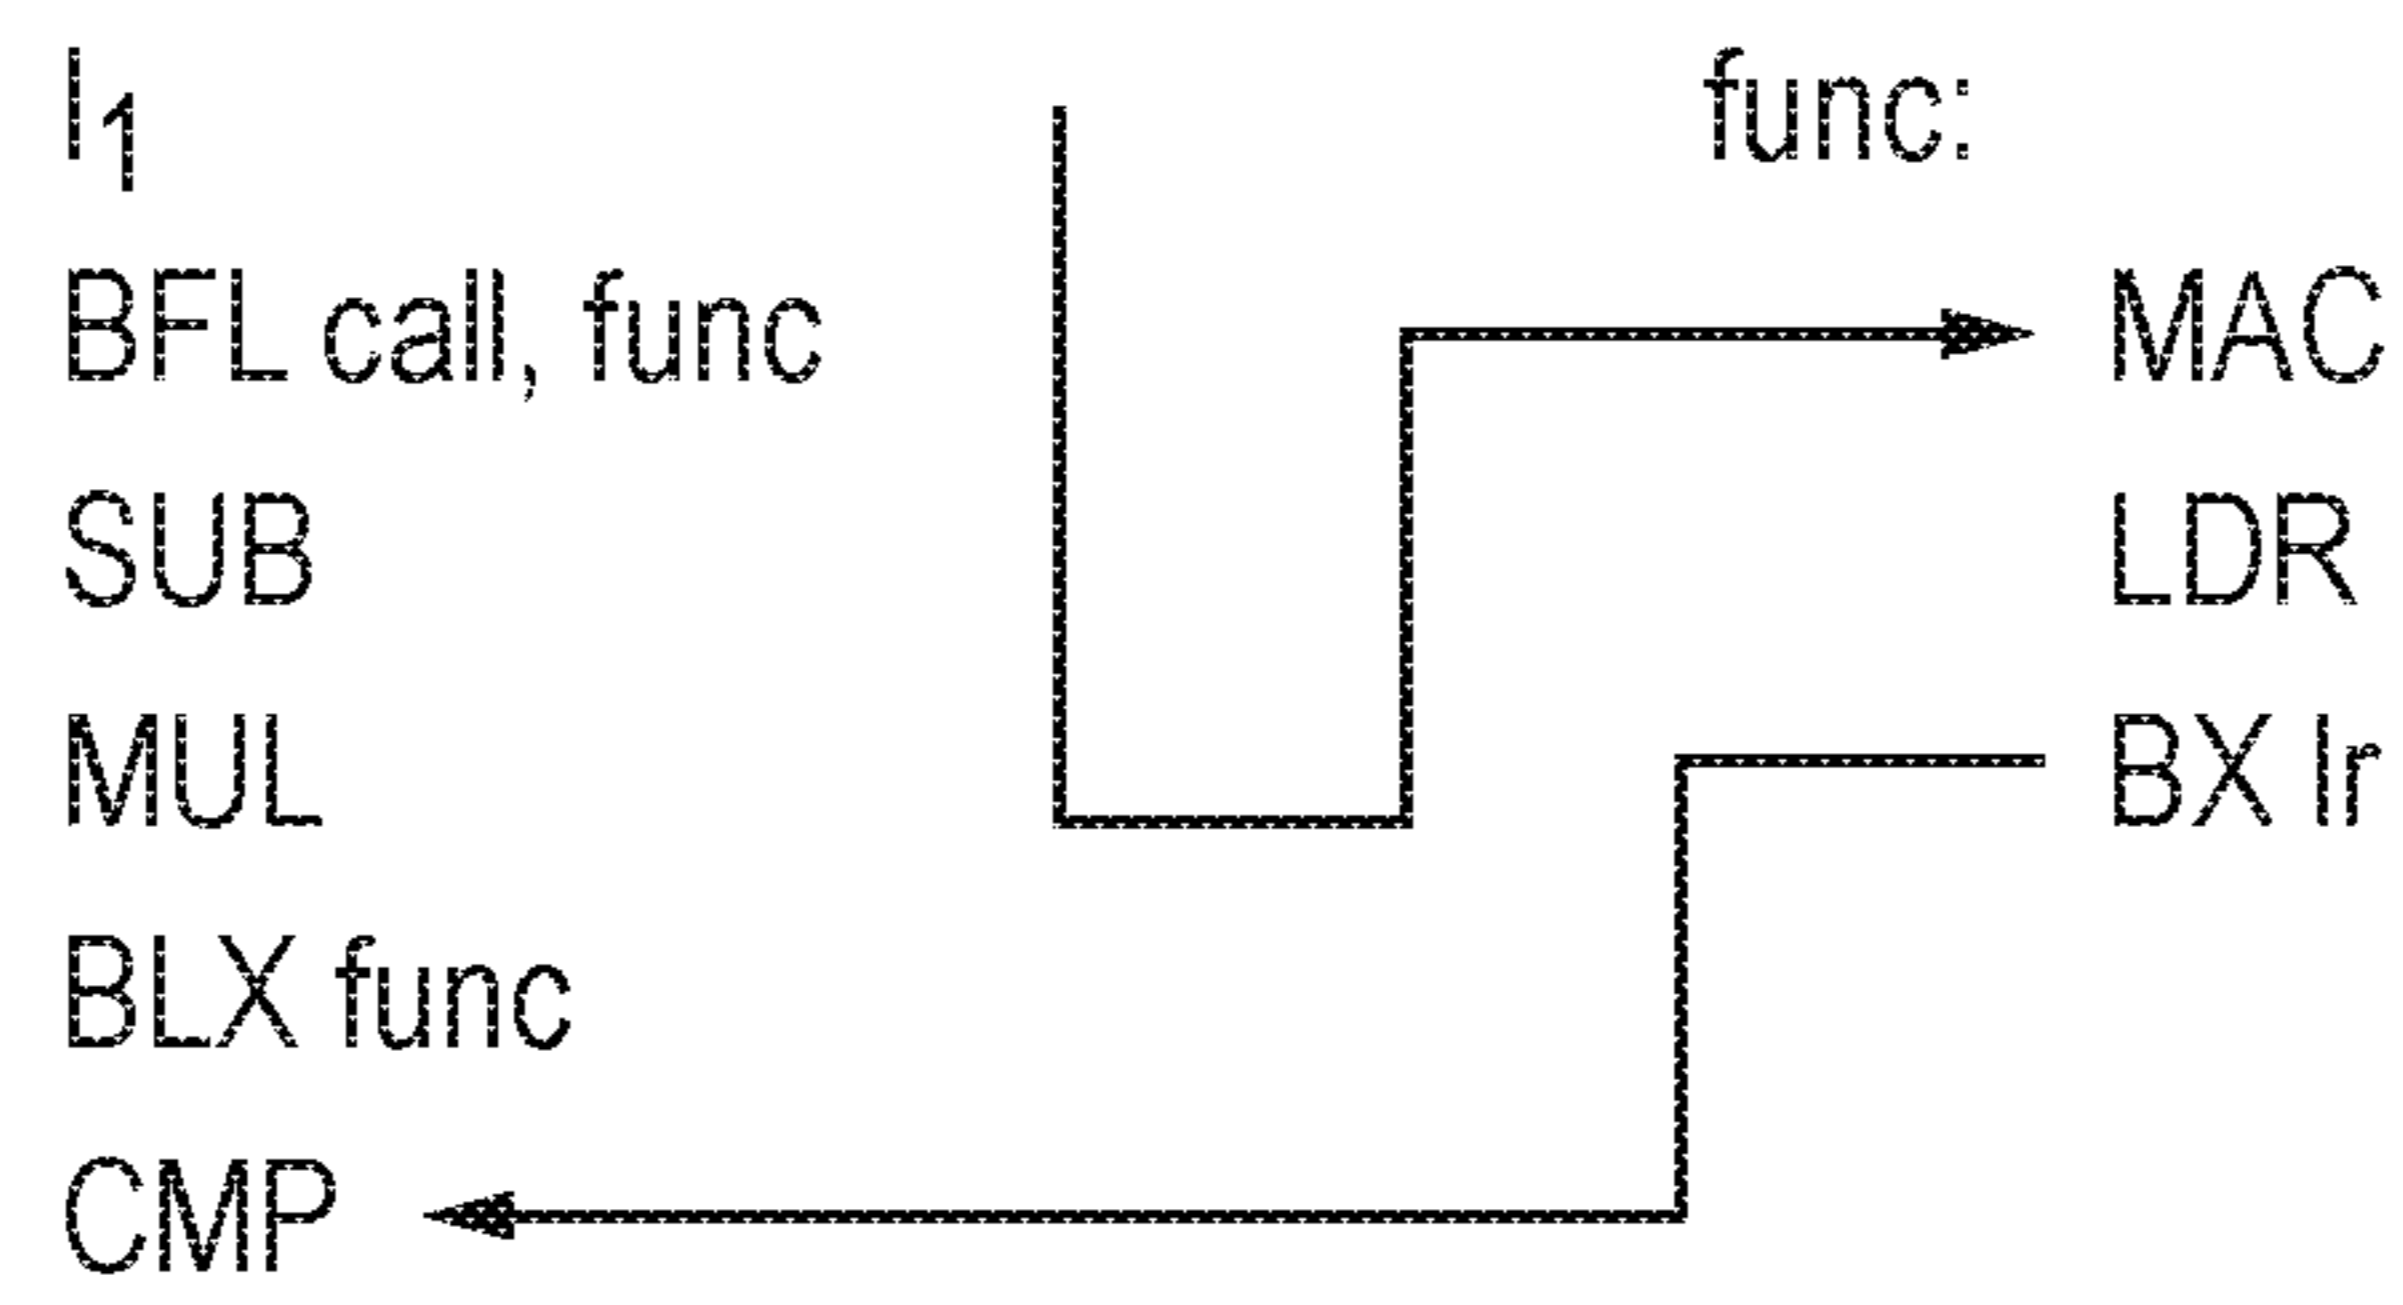 I1
BFL call, func
SUB
MUL
BLX func
CMP
func:
MAC
LDR
BX lr